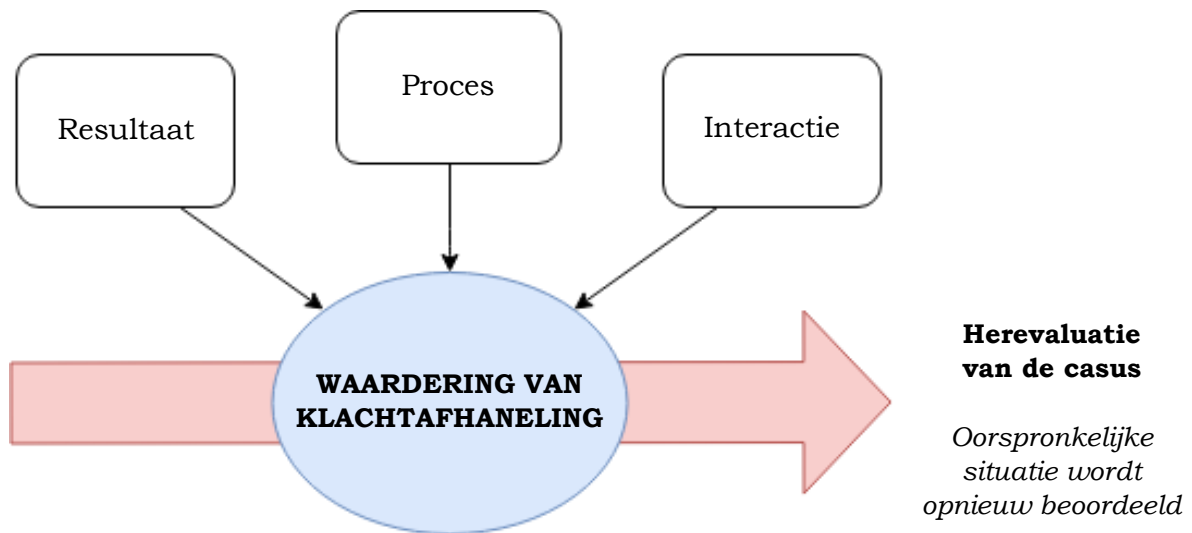 Resultaat
Proces
Interactie
WAARDERING VAN
KLACHTAFHANELING
Herevaluatie
van de casus
Oorspronkelijke
situatie wordt
opnieuw beoordeeld